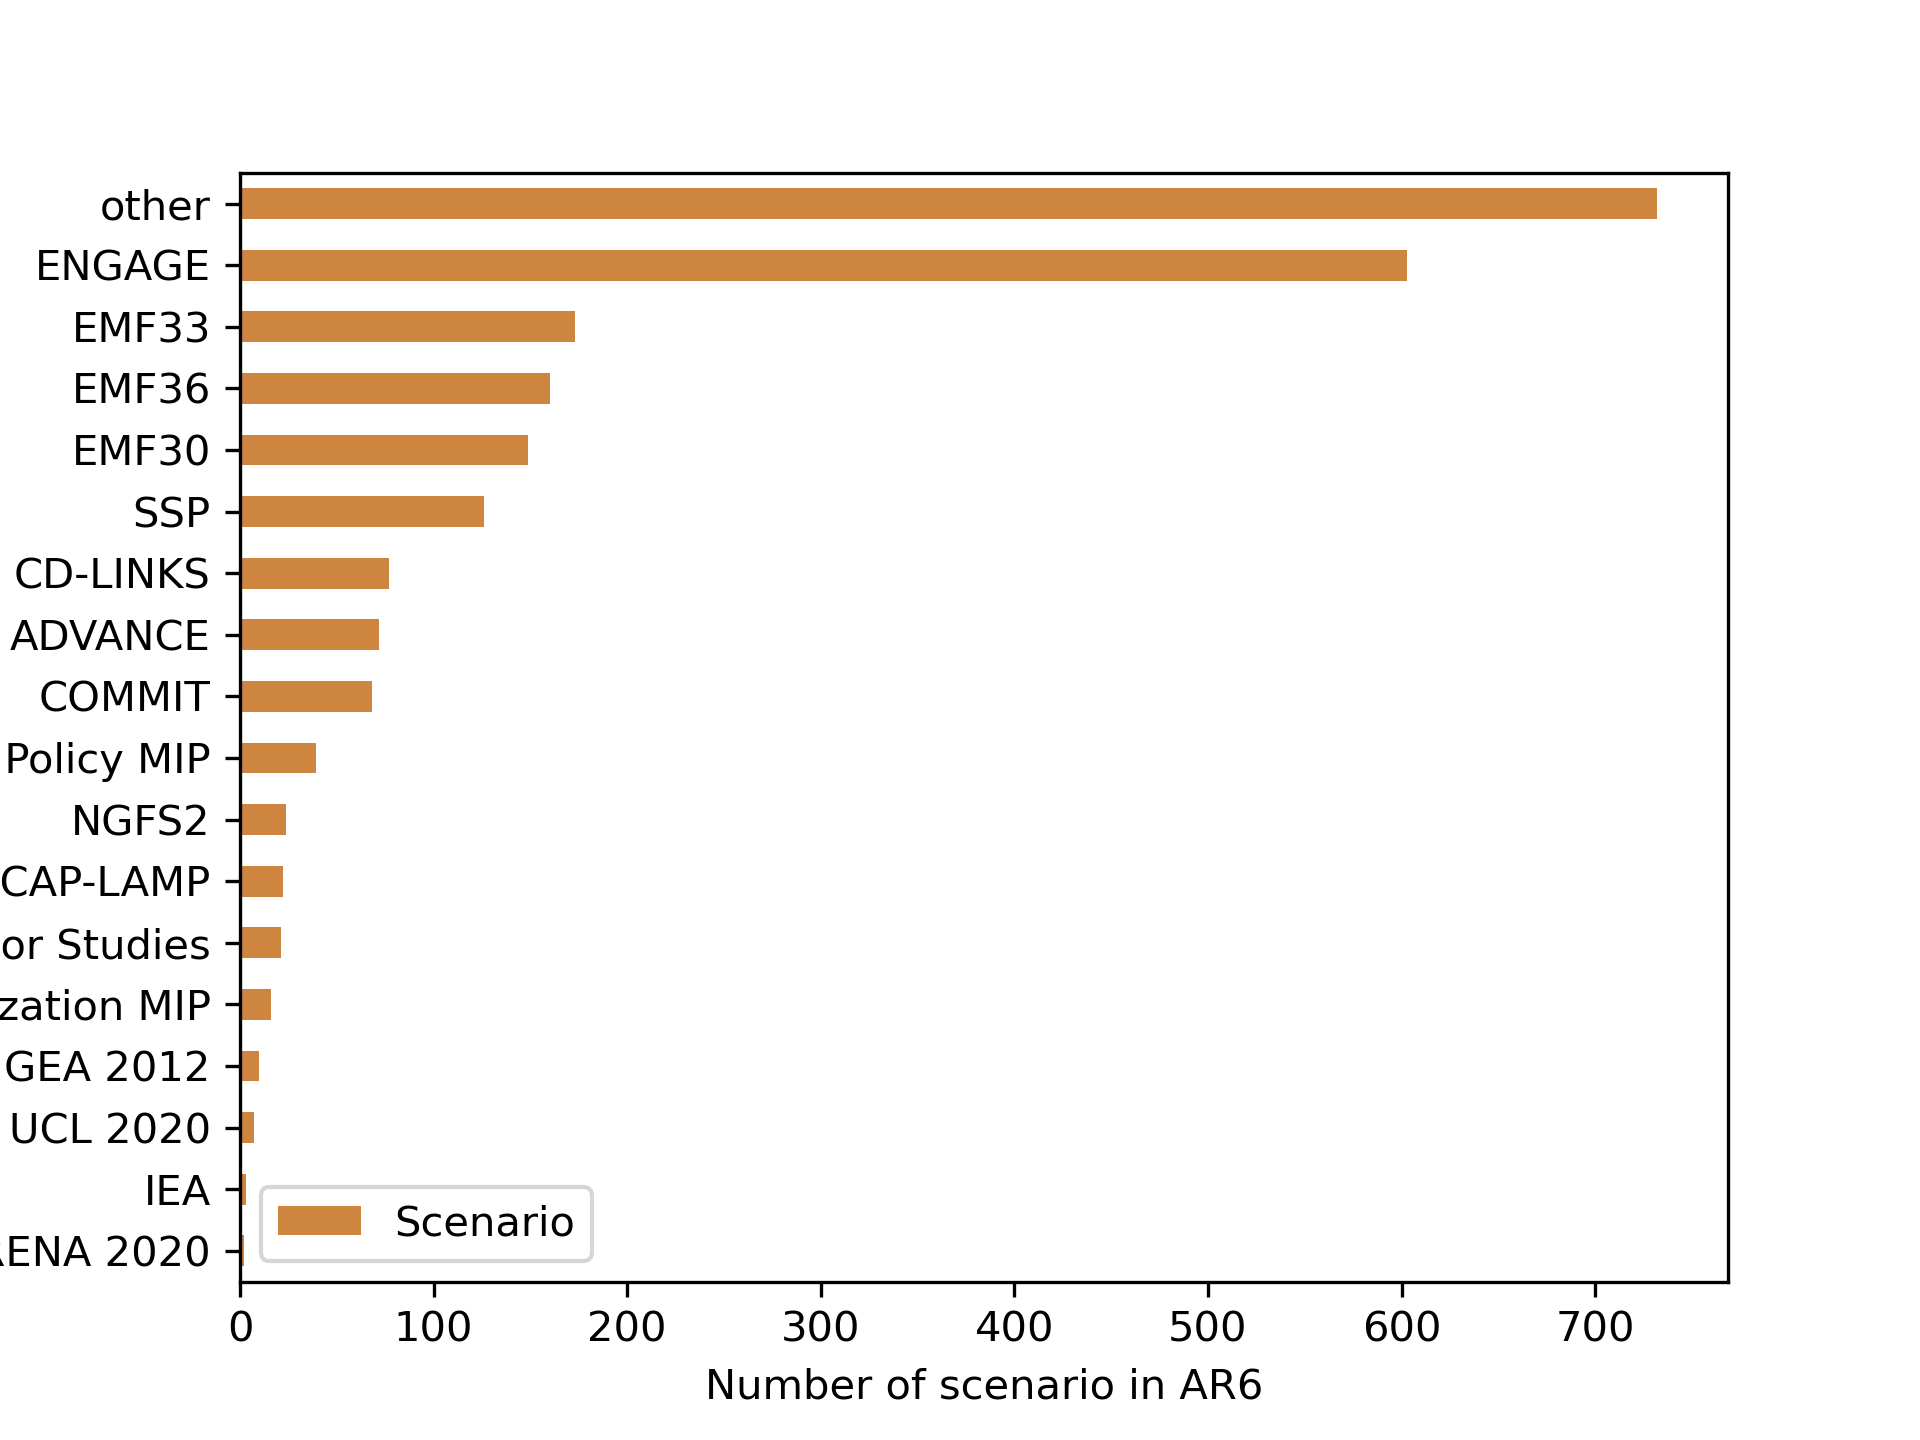 other
ENGAGE
EMF33
EMF36
EMF30
SSP
CD-LINKS
ADVANCE
COMMIT
Policy MIP
NGFS2
CAP-LAMP
or Studies
zation MIP
GEA 2012
UCL 2020
IEA
RENA 2020
Scenario
0 100 200 300 400 500 600 700
Number of scenario in AR6